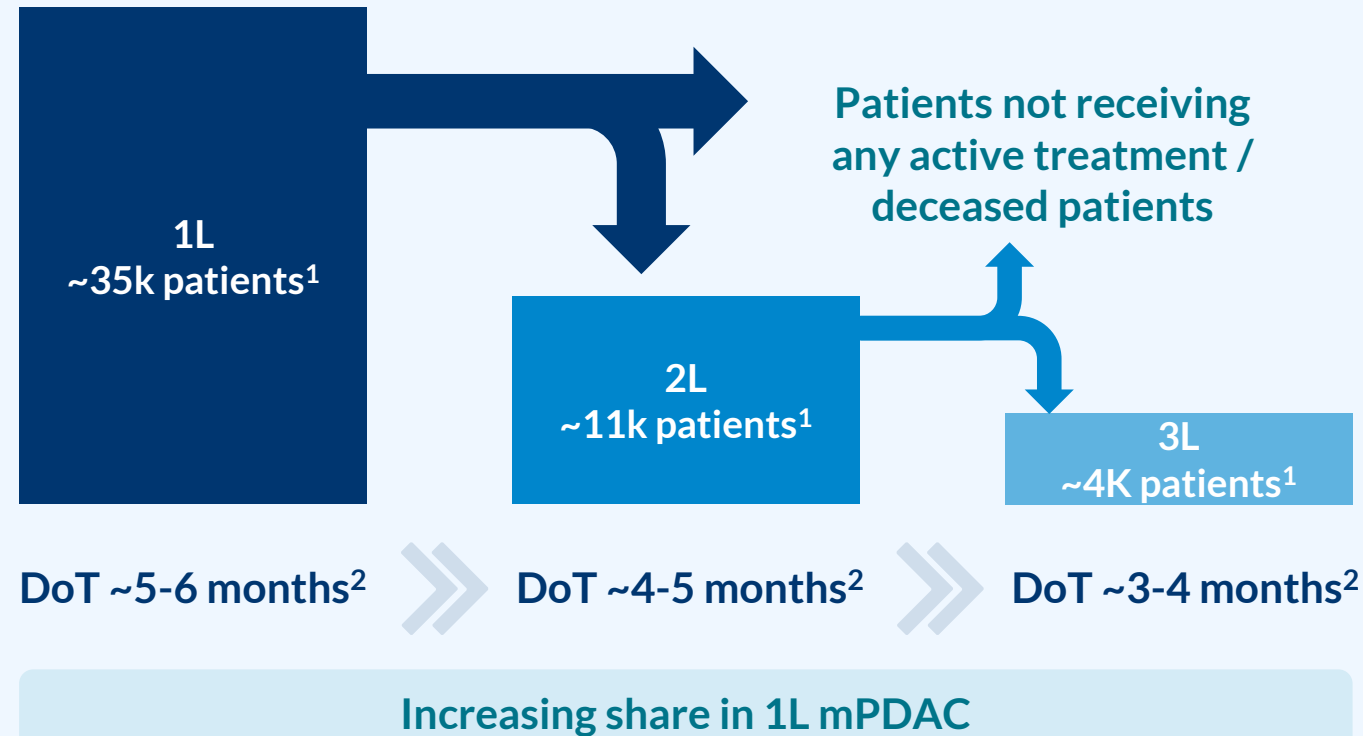 Patients not receiving
any active treatment /
deceased patients
1L
~35k patients¹
2L
~11k patients¹
3L
~4K patients¹
DoT ~5-6 months²
DoT ~4-5 months²
DoT ~3-4 months²
Increasing share in 1L mPDAC